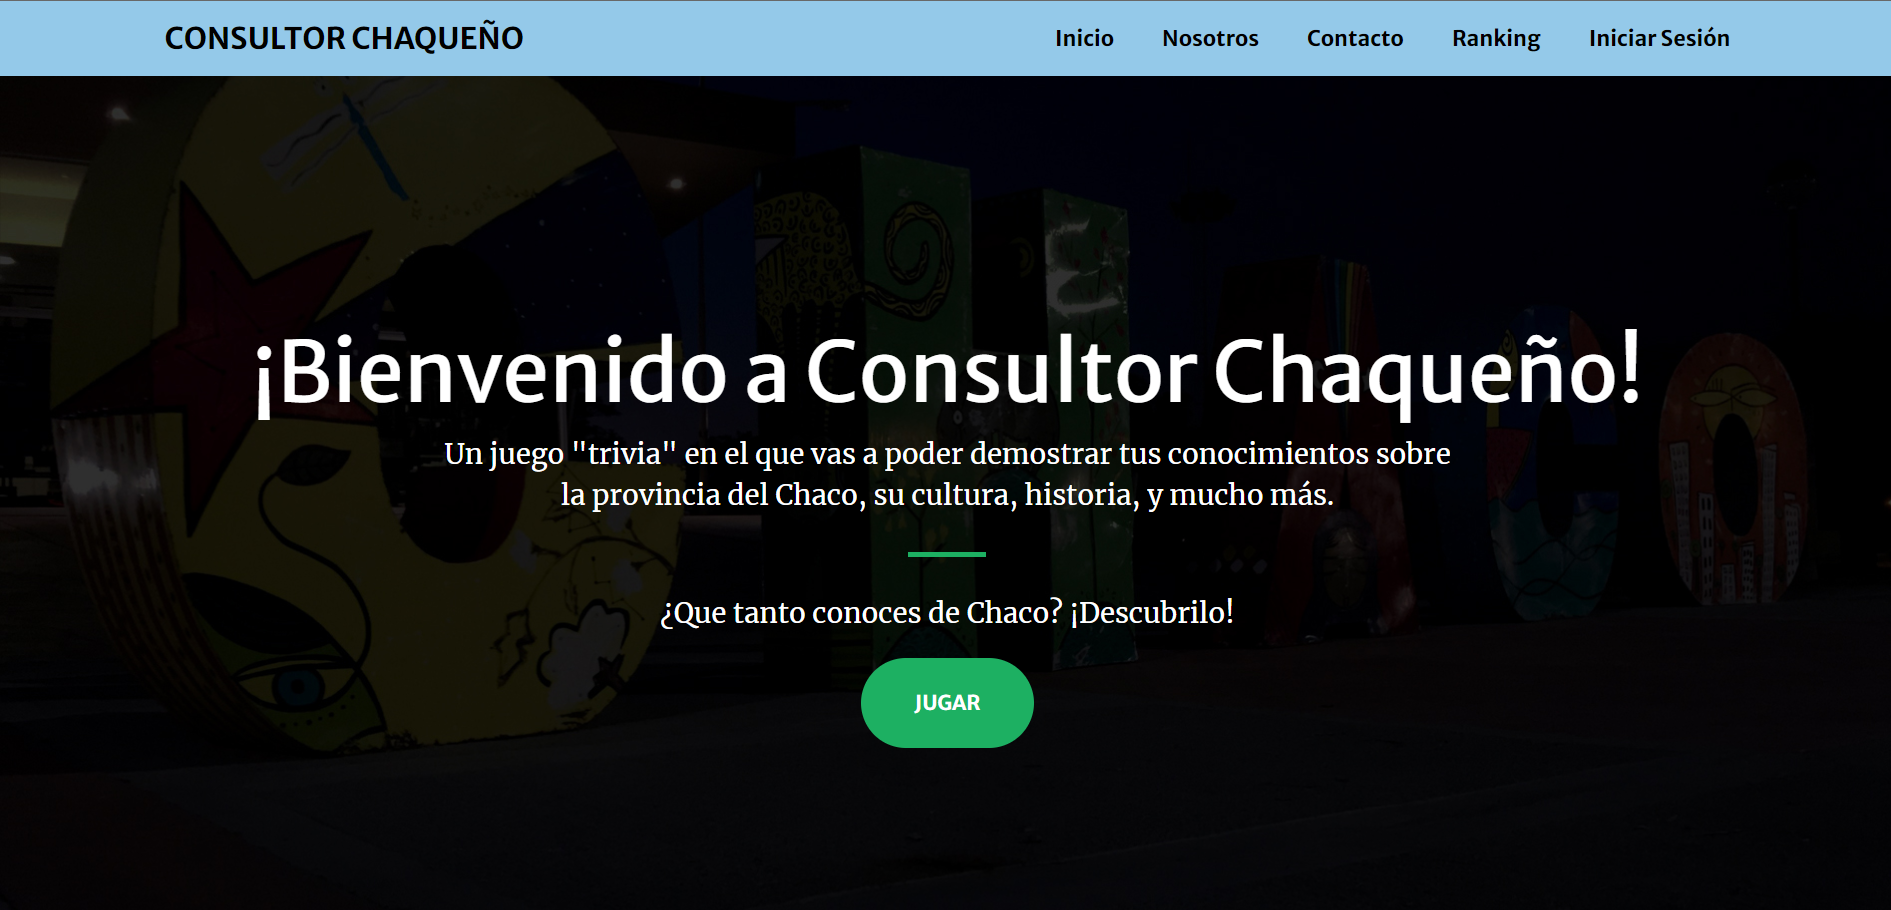 CONSULTOR CHAQUEÑO
Inicio Nosotros Contacto Ranking Iniciar Sesión
CHACO
¡Bienvenido a Consultor Chaqueño!
Un juego "trivia" en el que vas a poder demostrar tus conocimientos sobre
la provincia del Chaco, su cultura, historia, y mucho más.
¿Que tanto conoces de Chaco? ¡Descubrilo!
JUGAR